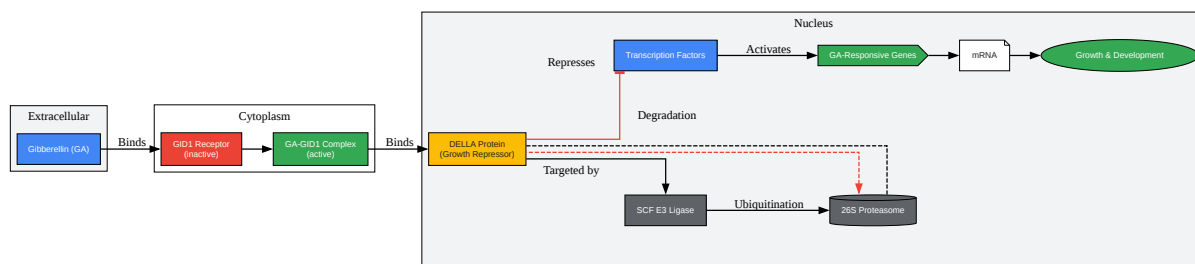 Nucleus
Transcription Factors
Activates
GA-Responsive Genes
mRNA
Growth & Development
Represses
Extracellular
Cytoplasm
Degradation
Gibberellin (GA)
Binds
GID1 Receptor
(inactive)
GA-GID1 Complex
(active)
Binds
DELLA Protein
(Growth Repressor)
Targeted by
SCF E3 Ligase
Ubiquitination
26S Proteasome